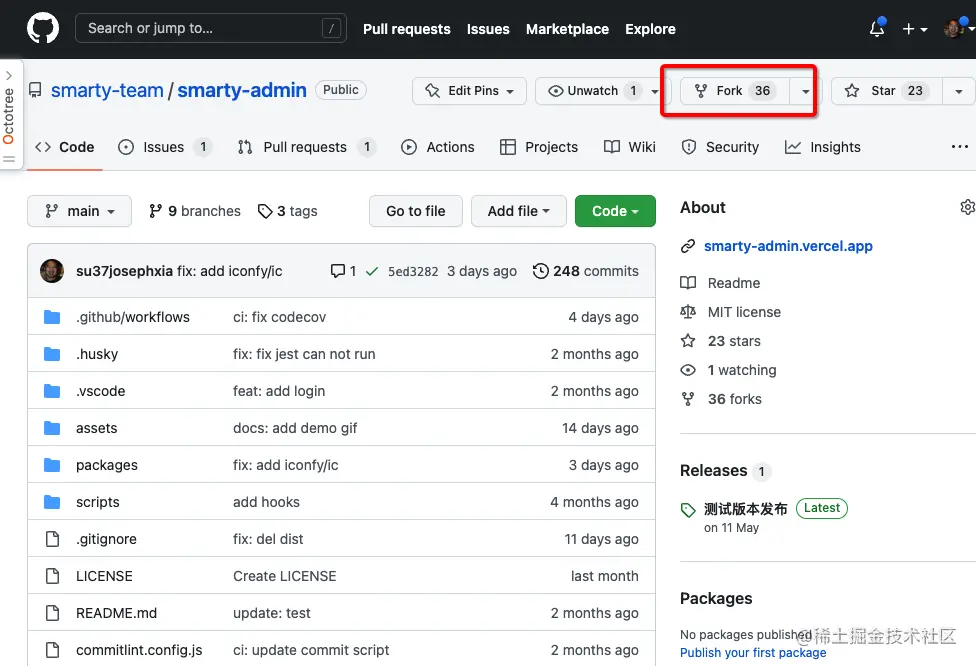 Search or jump to... / Pull requests Issues Marketplace Explore
Octotree
smarty-team / smarty-admin Public Edit Pins Unwatch 1 Fork 36 Star 23
Code Issues 1 Pull requests 1 Actions Projects Wiki Security Insights ...
main 9 branches 3 tags Go to file Add file Code
su37josephxia fix: add iconfy/ic 1 5ed3282 3 days ago 248 commits
.github/workflows ci: fix codecov 4 days ago
.husky fix: fix jest can not run 2 months ago
.vscode feat: add login 2 months ago
assets docs: add demo gif 14 days ago
packages fix: add iconfy/ic 3 days ago
scripts add hooks 4 months ago
.gitignore fix: del dist 11 days ago
LICENSE Create LICENSE last month
README.md update: test 2 months ago
commitlint.config.js ci: update commit script 2 months ago
About
smarty-admin.vercel.app
Readme
MIT license
23 stars
1 watching
36 forks
Releases 1
测试版本发布 Latest
on 11 May
Packages
No packages published
Publish your first package
@稀土掘金技术社区